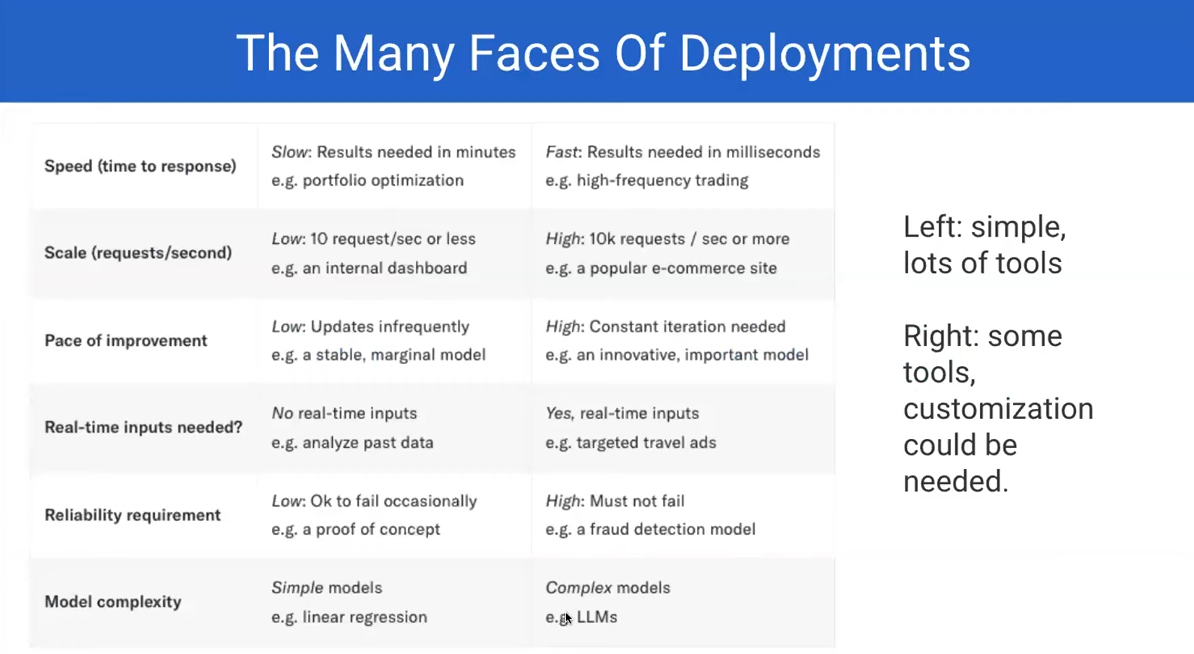 The Many Faces Of Deployments
Speed (time to response)
Slow: Results needed in minutes
e.g. portfolio optimization
Fast: Results needed in milliseconds
e.g. high-frequency trading
Scale (requests/second)
Low: 10 request/sec or less
e.g. an internal dashboard
High: 10k requests / sec or more
e.g. a popular e-commerce site
Pace of improvement
Low: Updates infrequently
e.g. a stable, marginal model
High: Constant iteration needed
e.g. an innovative, important model
Real-time inputs needed?
No real-time inputs
e.g. analyze past data
Yes, real-time inputs
e.g. targeted travel ads
Reliability requirement
Low: Ok to fail occasionally
e.g. a proof of concept
High: Must not fail
e.g. a fraud detection model
Model complexity
Simple models
e.g. linear regression
Complex models
e.g. LLMs
Left: simple,
lots of tools
Right: some
tools,
customization
could be
needed.